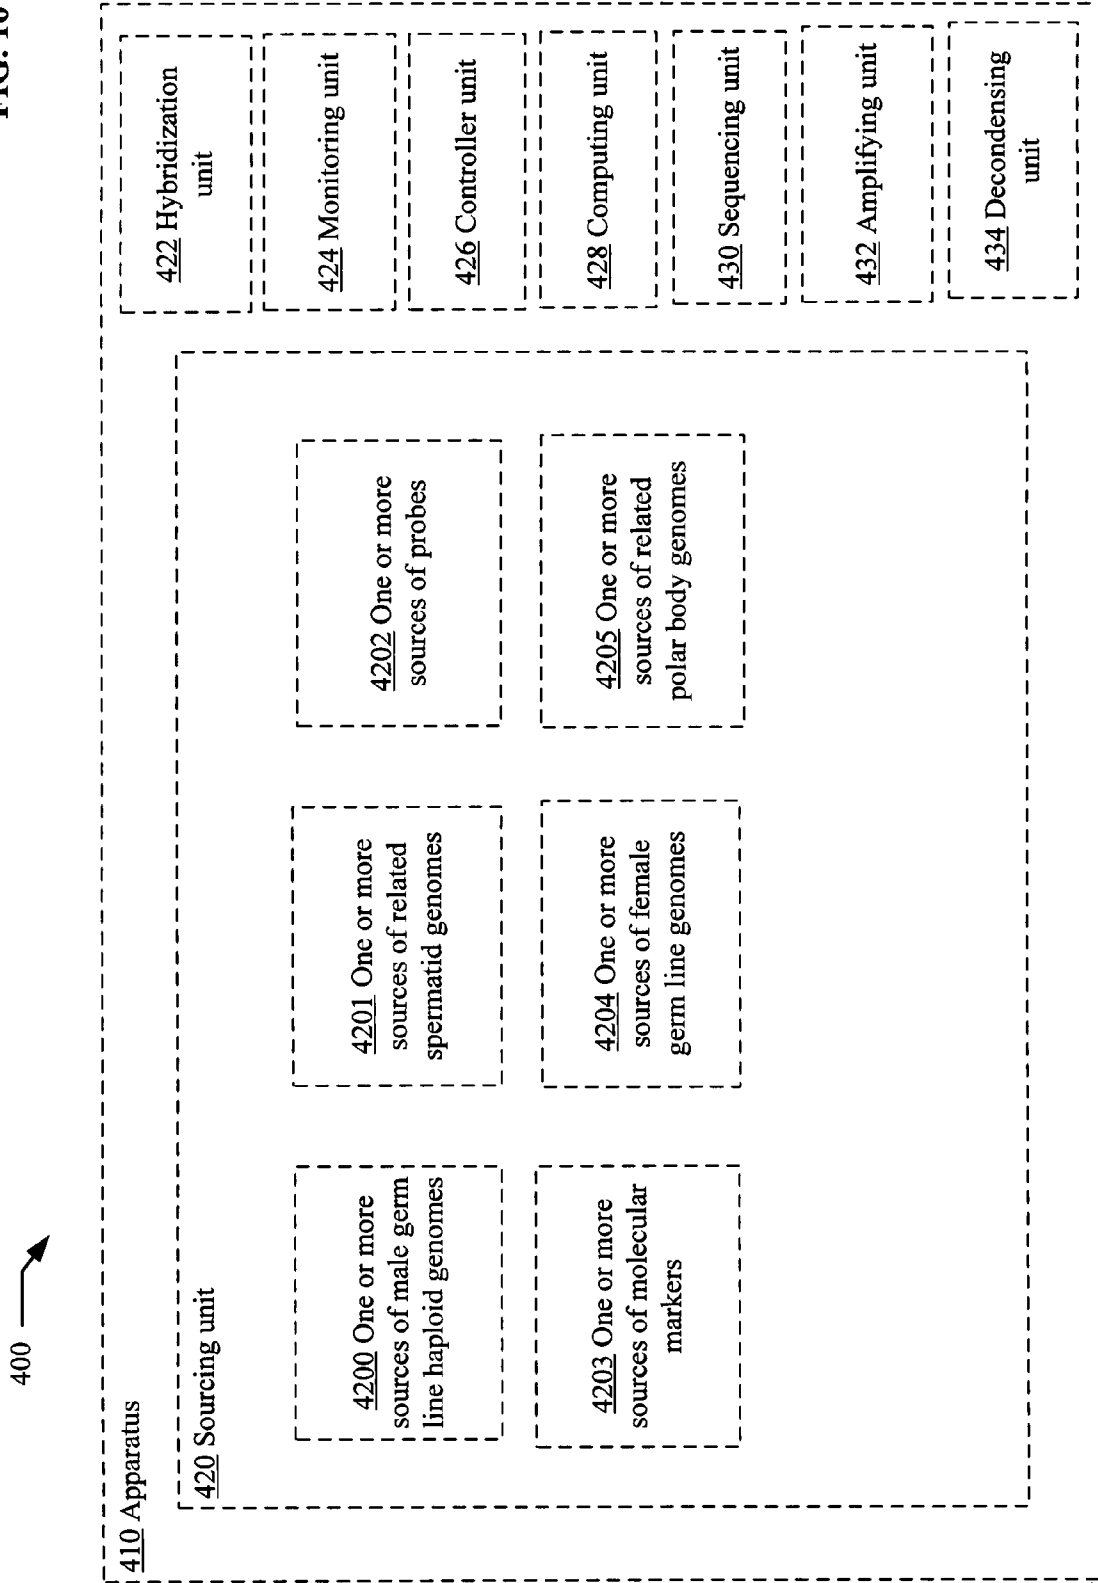 400
410 Apparatus
420 Sourcing unit
4200 One or more
sources of male germ
line haploid genomes
4201 One or more
sources of related
spermatid genomes
4202 One or more
sources of probes
4203 One or more
sources of molecular
markers
4204 One or more
sources of female
germ line genomes
4205 One or more
sources of related
polar body genomes
422 Hybridization
unit
424 Monitoring unit
426 Controller unit
428 Computing unit
430 Sequencing unit
432 Amplifying unit
434 Decondensing
unit